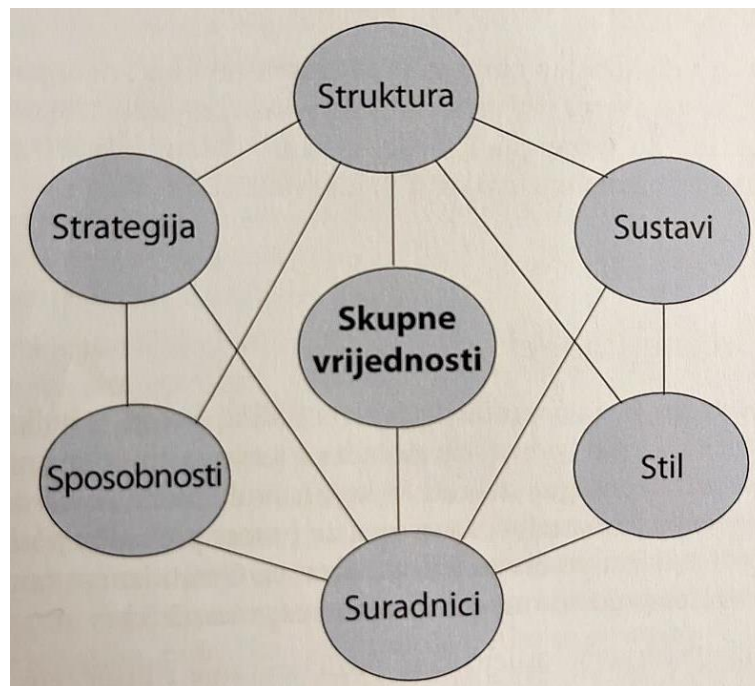 Struktura
Strategija
Sustavi
Skupne
vrijednosti
Sposobnosti
Stil
Suradnici